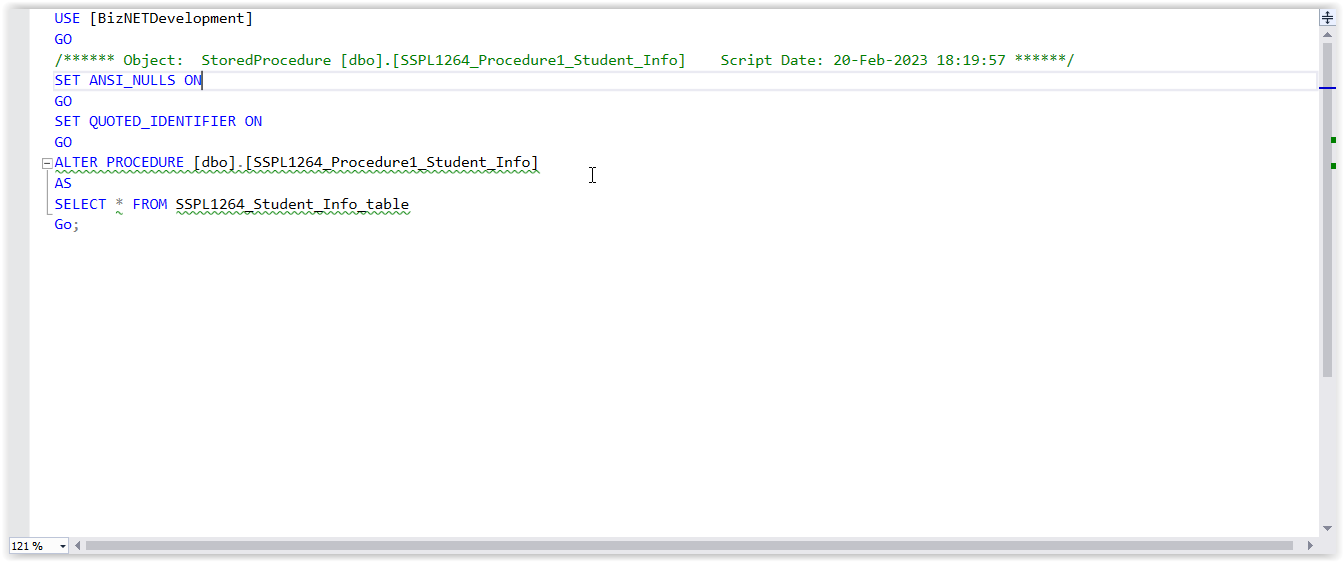 USE [BizNETDevelopment]
GO
/****** Object:  StoredProcedure [dbo].[SSPL1264_Procedure1_Student_Info]    Script Date: 20-Feb-2023 18:19:57 ******/
SET ANSI_NULLS ON
GO
SET QUOTED_IDENTIFIER ON
GO
ALTER PROCEDURE [dbo].[SSPL1264_Procedure1_Student_Info]
AS
SELECT * FROM SSPL1264_Student_Info_table
Go;
121 %